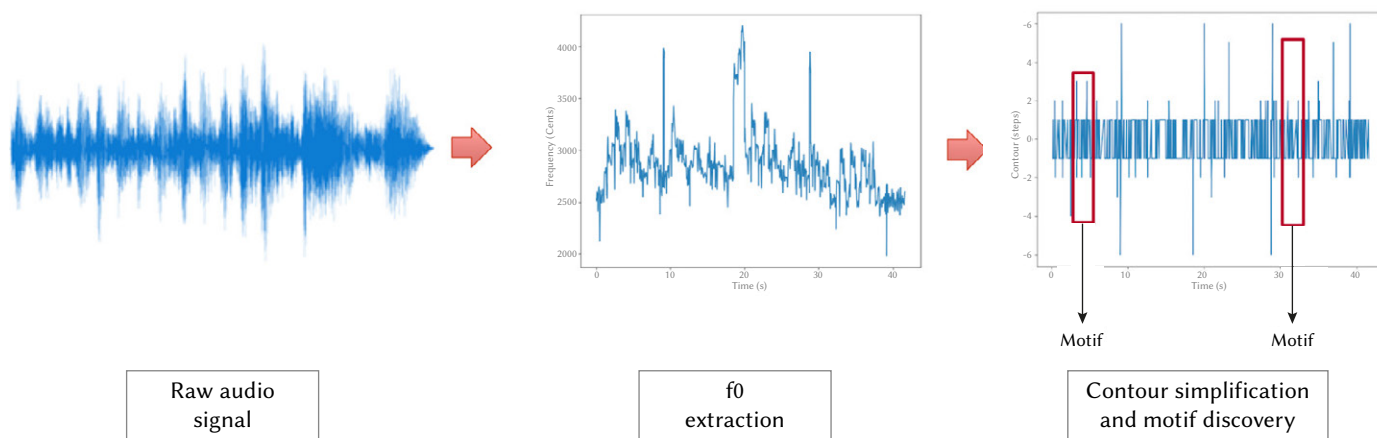 4000
3500
3000
2500
2000
Frequency (Cents)
0
10
20
30
40
Time (s)
-6
4
2
0
-2
-4
-6
Contour (steps)
0
10
20
30
40
Time (s)
Motif
Motif
Raw audio
signal
f0
extraction
Contour simplification
and motif discovery